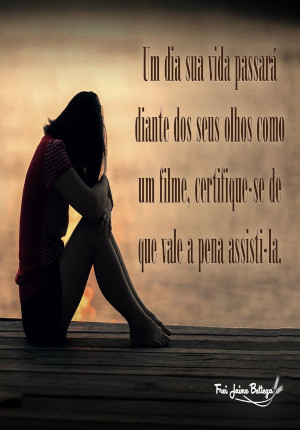 Um dia sua vida passará
diante dos seus olhos como
um filme, certifique-se de
que vale a pena assisti-la.
Frei Jaime Bettega